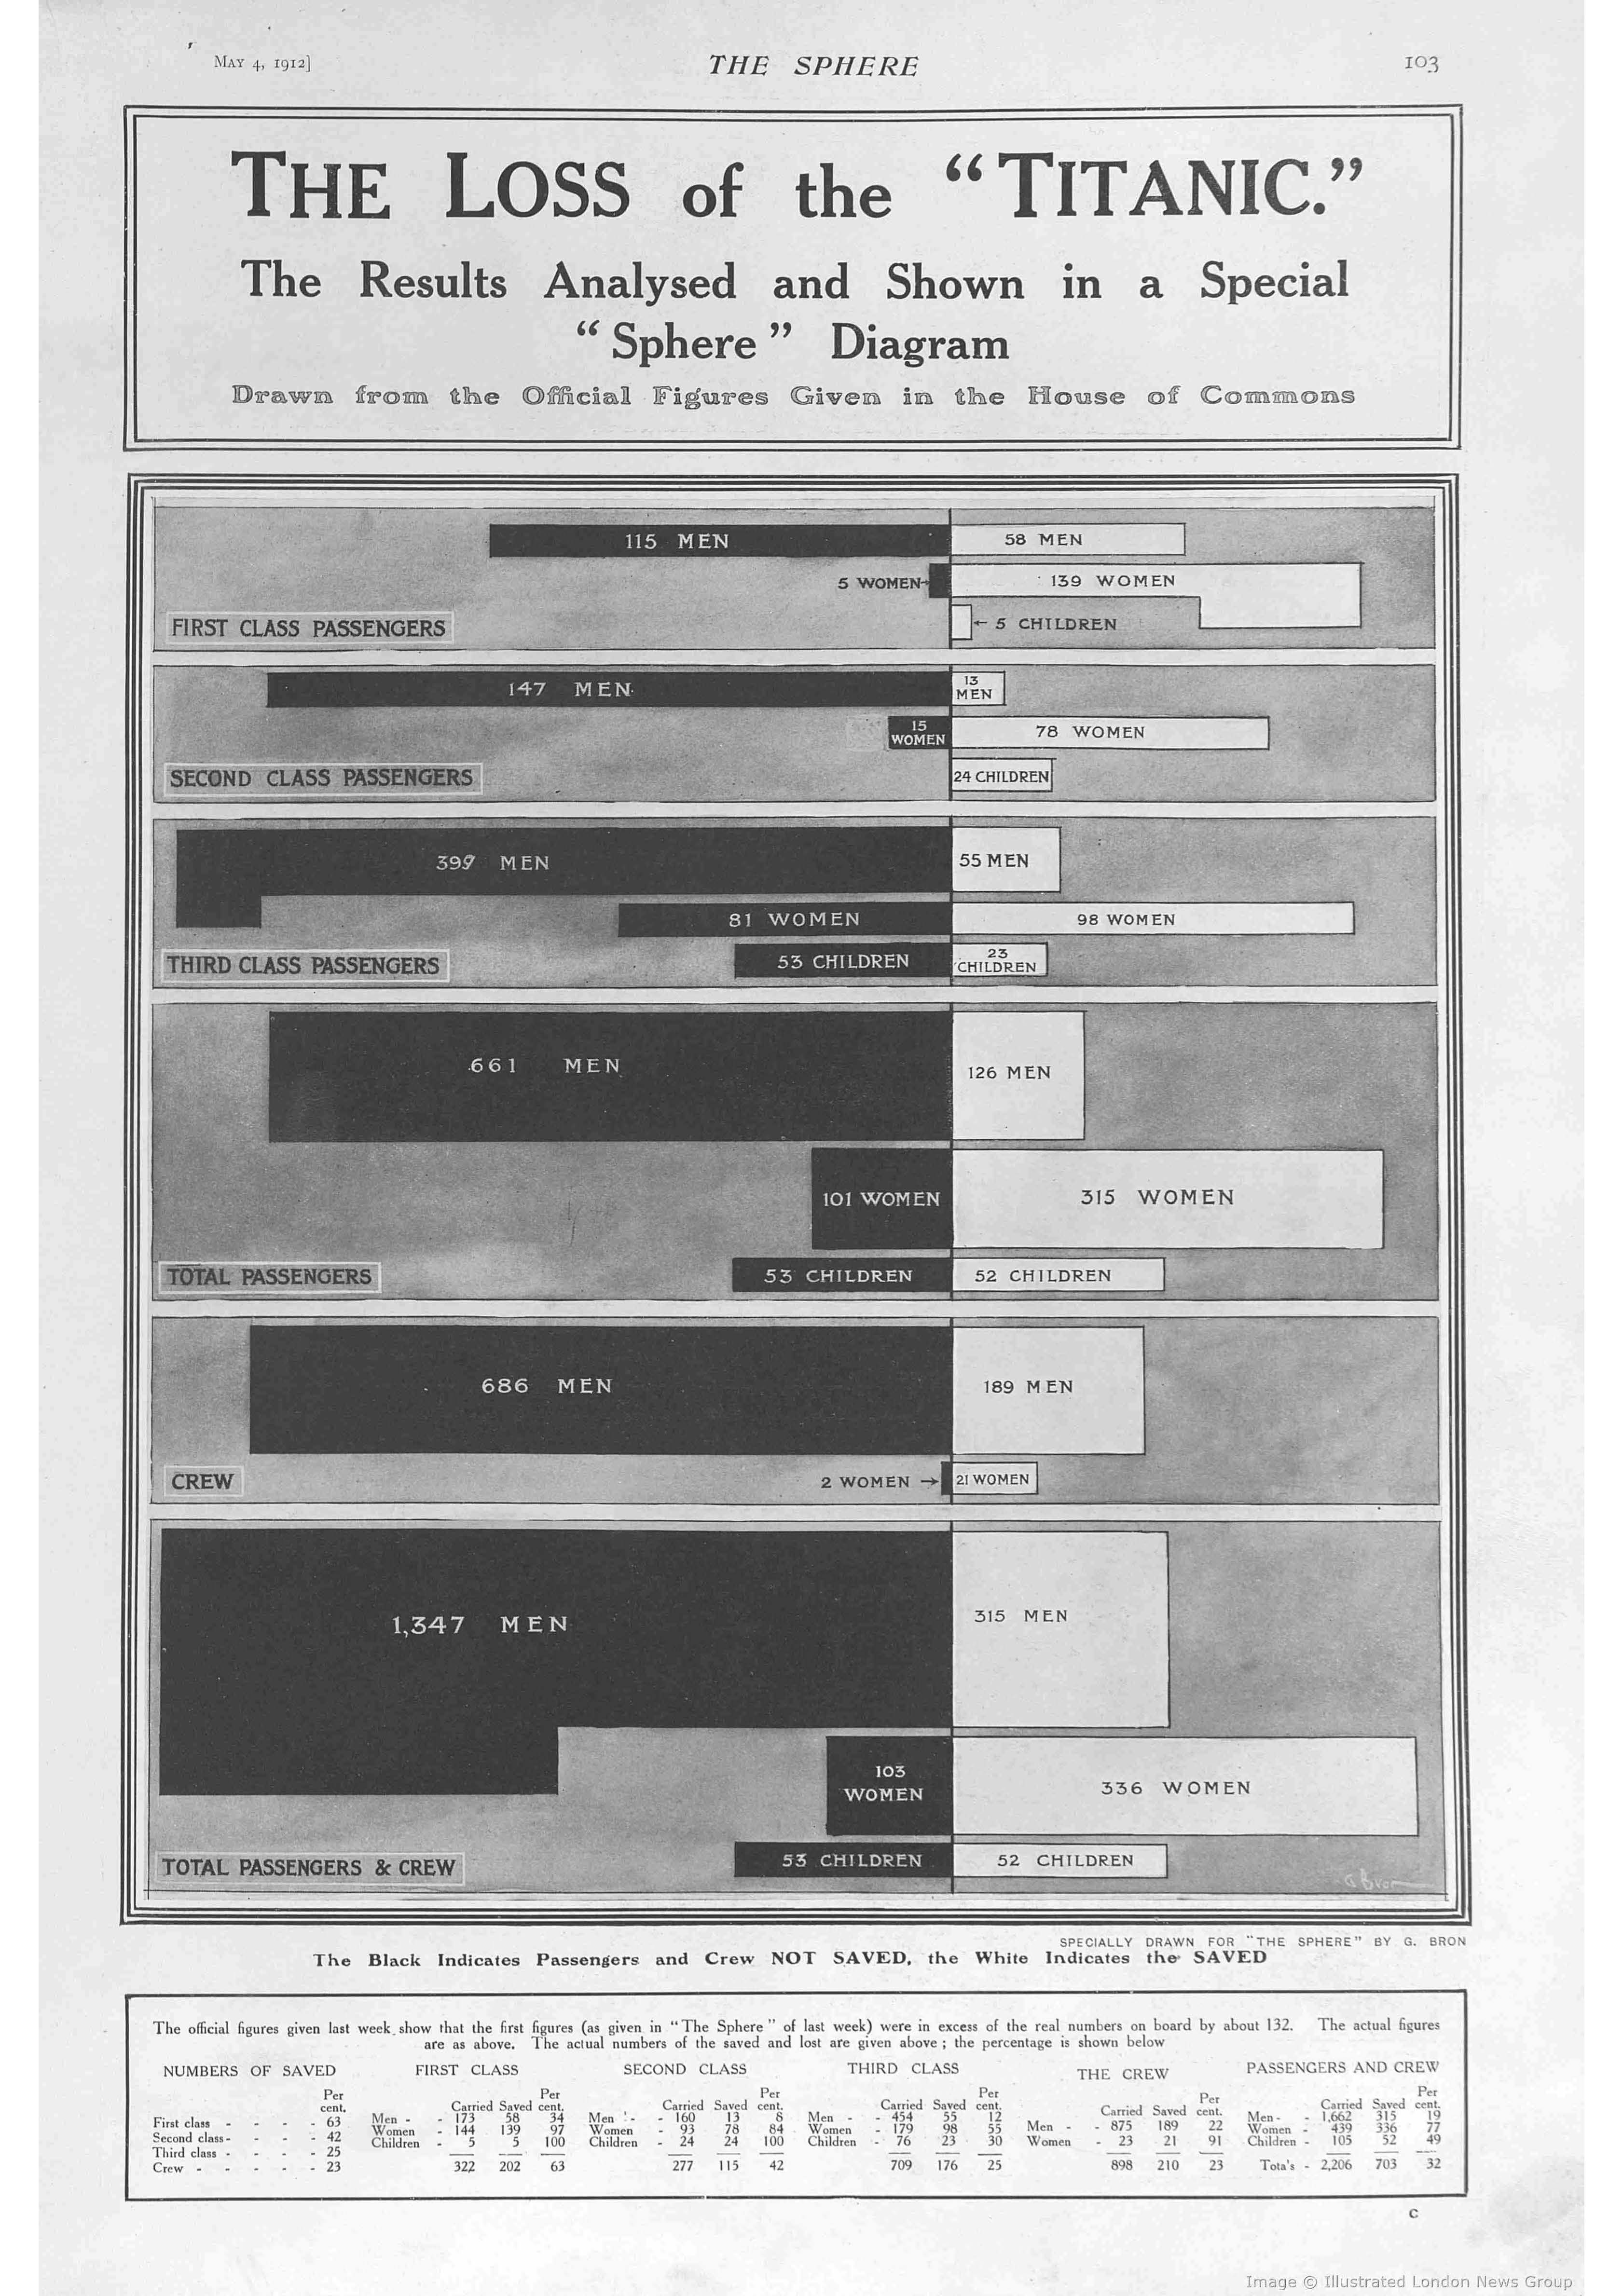 MAY 4, 1912]
THE SPHERE
103
THE LOSS of the “TITANIC.”
The Results Analysed and Shown in a Special
“Sphere” Diagram
Drawn from the Official Figures Given in the House of Commons
115 MEN
58 MEN
5 WOMEN
139 WOMEN
← 5 CHILDREN
FIRST CLASS PASSENGERS
147 MEN
13
MEN
15
WOMEN
78 WOMEN
24 CHILDREN
SECOND CLASS PASSENGERS
399 MEN
55 MEN
81 WOMEN
98 WOMEN
53 CHILDREN
23
CHILDREN
THIRD CLASS PASSENGERS
661 MEN
126 MEN
101 WOMEN
315 WOMEN
53 CHILDREN
52 CHILDREN
TOTAL PASSENGERS
686 MEN
189 MEN
2 WOMEN →
21 WOMEN
CREW
1,347 MEN
315 MEN
103
WOMEN
336 WOMEN
53 CHILDREN
52 CHILDREN
TOTAL PASSENGERS & CREW
G Bron
SPECIALLY DRAWN FOR “THE SPHERE” BY G. BRON
The Black Indicates Passengers and Crew NOT SAVED, the White Indicates the SAVED
The official figures given last week show that the first figures (as given in “The Sphere” of last week) were in excess of the real numbers on board by about 132. The actual figures
are as above. The actual numbers of the saved and lost are given above ; the percentage is shown below
NUMBERS OF SAVED
Per
cent.
First class - - - - 63
Second class - - - - 42
Third class - - - - 25
Crew - - - - - 23
FIRST CLASS
Per
Carried Saved cent.
Men - - 173 58 34
Women - 144 139 97
Children - 5 5 100
322 202 63
SECOND CLASS
Per
Carried Saved cent.
Men - - 160 13 8
Women - 93 78 84
Children - 24 24 100
277 115 42
THIRD CLASS
Per
Carried Saved cent.
Men - - 454 55 12
Women - 179 98 55
Children - 76 23 30
709 176 25
THE CREW
Per
Carried Saved cent.
Men - - 875 189 22
Women - 23 21 91
898 210 23
PASSENGERS AND CREW
Per
Carried Saved cent.
Men - - 1,662 315 19
Women - 439 336 77
Children - 105 52 49
Tota's - 2,206 703 32
C
Image © Illustrated London News Group